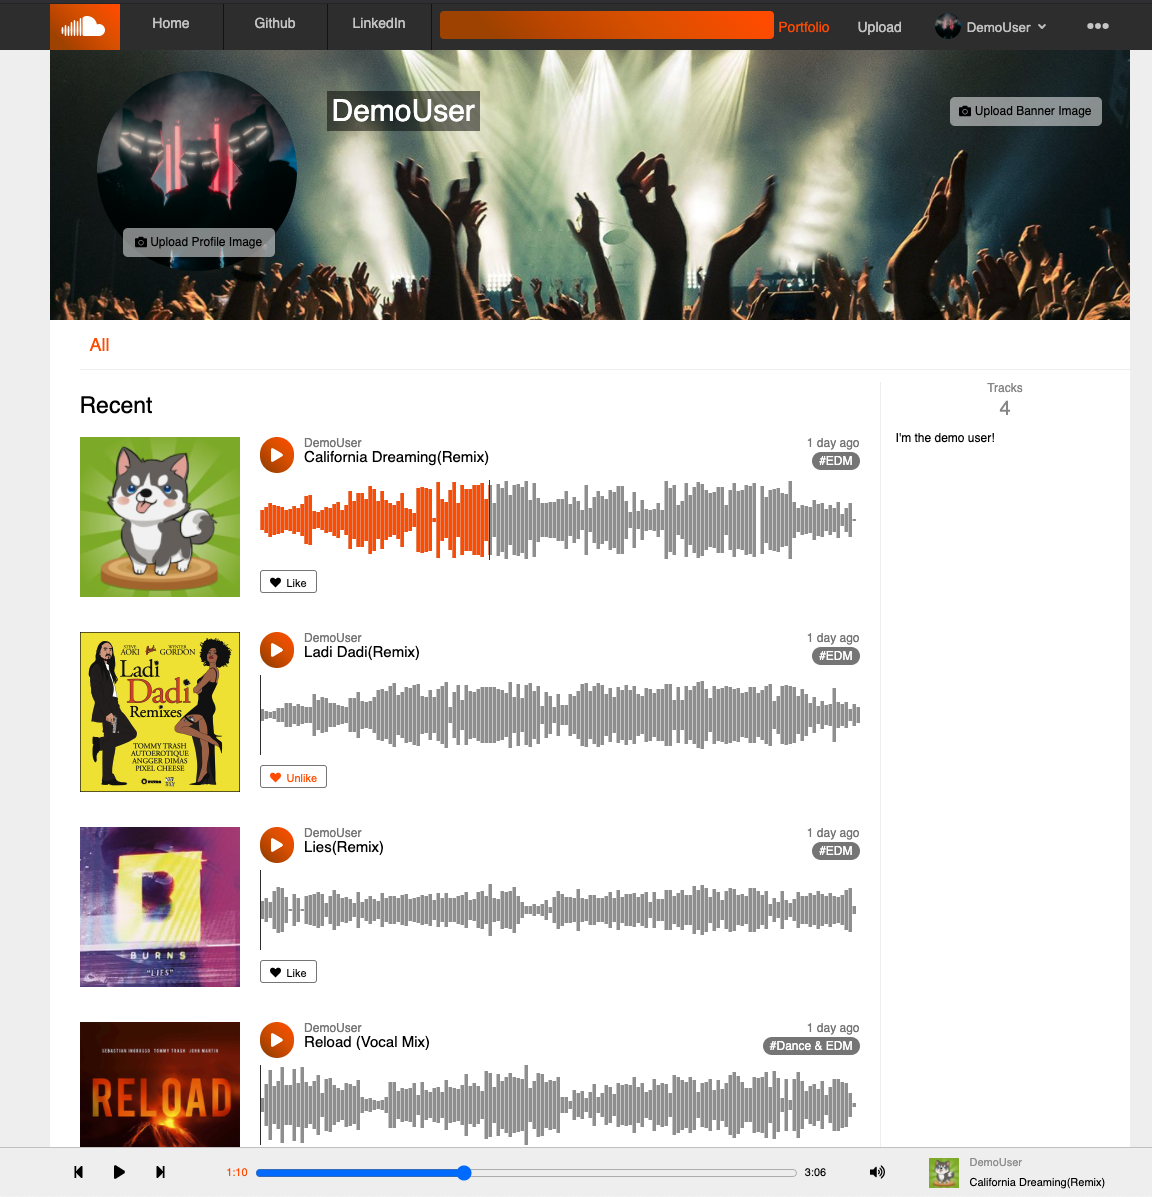 Home
Github
LinkedIn
Portfolio
Upload
DemoUser
DemoUser
Upload Banner Image
Upload Profile Image
All
Recent
Tracks
4
I'm the demo user!
DemoUser
1 day ago
California Dreaming(Remix)
#EDM
Like
STEVE AOKI
WYNTER GORDON
Ladi
Dadi
Remixes
TOMMY TRASH
AUTOEROTIQUE
ANGGER DIMAS
PIXEL CHEESE
DemoUser
1 day ago
Ladi Dadi(Remix)
#EDM
Unlike
BURNS
"LIES"
DemoUser
1 day ago
Lies(Remix)
#EDM
Like
SEBASTIAN INGROSSO TOMMY TRASH JOHN MARTIN
RELOAD
DemoUser
1 day ago
Reload (Vocal Mix)
#Dance & EDM
1:10
3:06
DemoUser
California Dreaming(Remix)